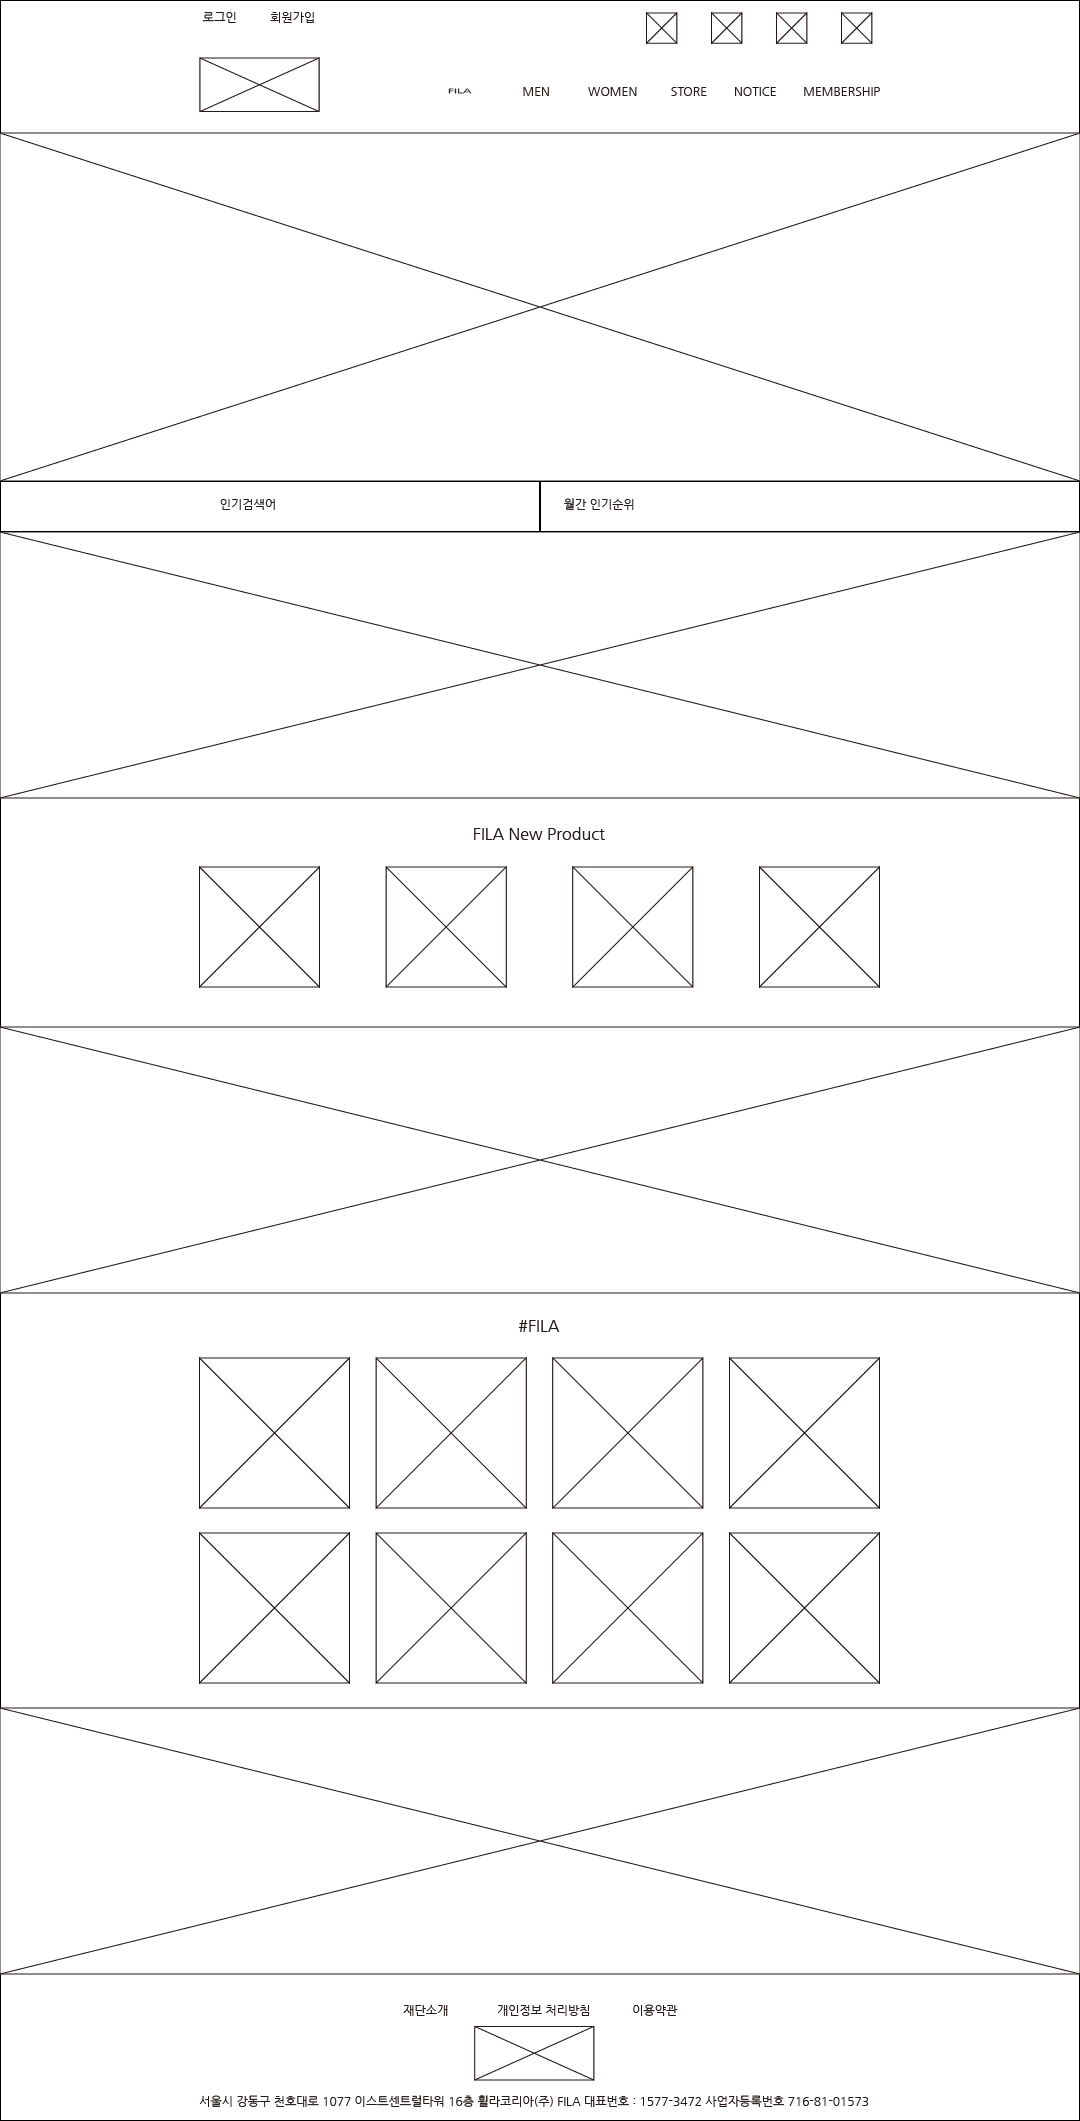 로그인 회원가입
FILA MEN WOMEN STORE NOTICE MEMBERSHIP
인기검색어 월간 인기순위
FILA New Product
#FILA
재단소개 개인정보 처리방침 이용약관
서울시 강동구 천호대로 1077 이스트센트럴타워 16층 휠라코리아(주) FILA 대표번호 : 1577-3472 사업자등록번호 716-81-01573